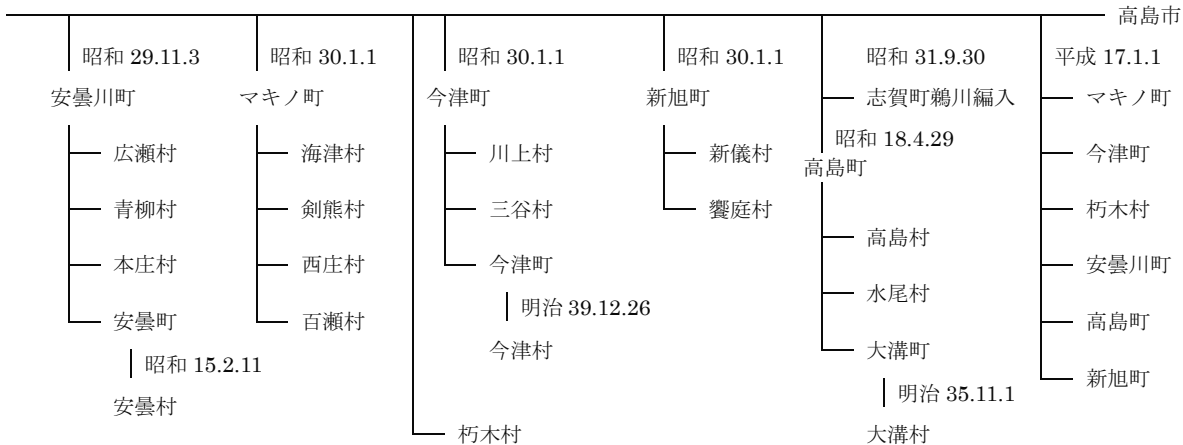 高島市
昭和 29.11.3
安曇川町
広瀬村
青柳村
本庄村
安曇町
昭和 15.2.11
安曇村
昭和 30.1.1
マキノ町
海津村
剣熊村
西庄村
百瀬村
朽木村
昭和 30.1.1
今津町
川上村
三谷村
今津町
明治 39.12.26
今津村
昭和 30.1.1
新旭町
新儀村
饗庭村
昭和 31.9.30
志賀町鵜川編入
昭和 18.4.29
高島町
高島村
水尾村
大溝町
明治 35.11.1
大溝村
平成 17.1.1
マキノ町
今津町
朽木村
安曇川町
高島町
新旭町